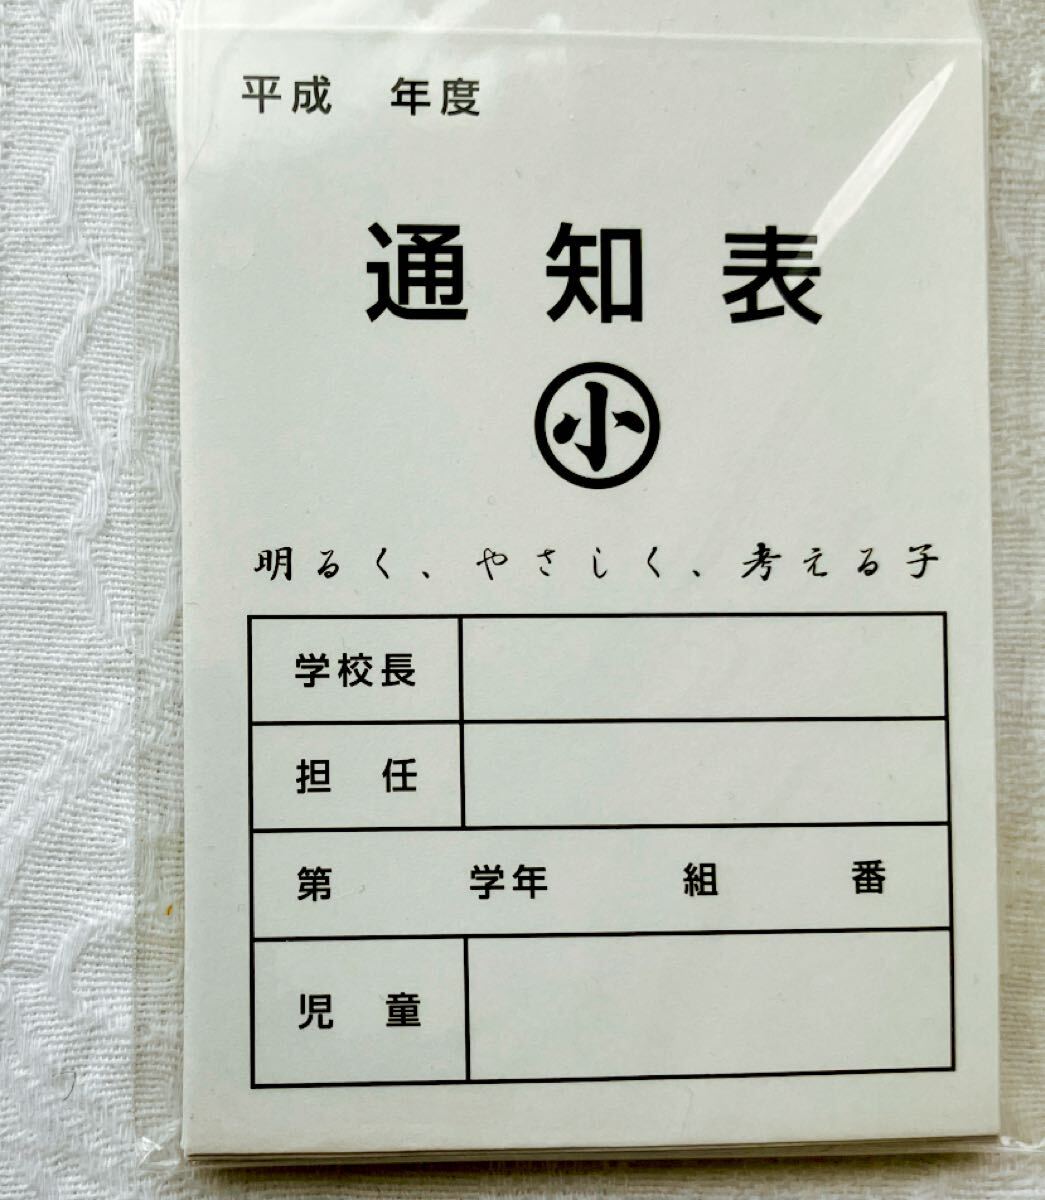 平成　年度
通知表
小
明るく、やさしく、考える子
学校長
担　任
第　学年　組　番
児　童